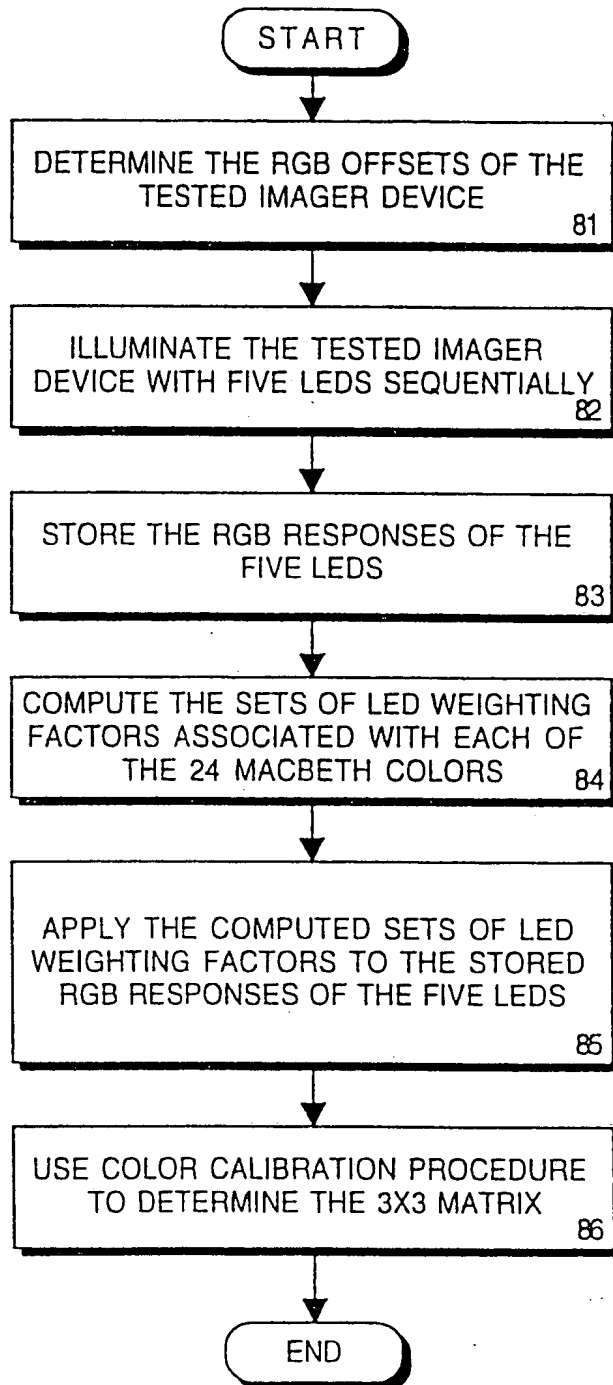 START
DETERMINE THE RGB OFFSETS OF THE
TESTED IMAGER DEVICE
81
ILLUMINATE THE TESTED IMAGER
DEVICE WITH FIVE LEDS SEQUENTIALLY
82
STORE THE RGB RESPONSES OF THE
FIVE LEDS
83
COMPUTE THE SETS OF LED WEIGHTING
FACTORS ASSOCIATED WITH EACH OF
THE 24 MACBETH COLORS
84
APPLY THE COMPUTED SETS OF LED
WEIGHTING FACTORS TO THE STORED
RGB RESPONSES OF THE FIVE LEDS
85
USE COLOR CALIBRATION PROCEDURE
TO DETERMINE THE 3X3 MATRIX
86
END